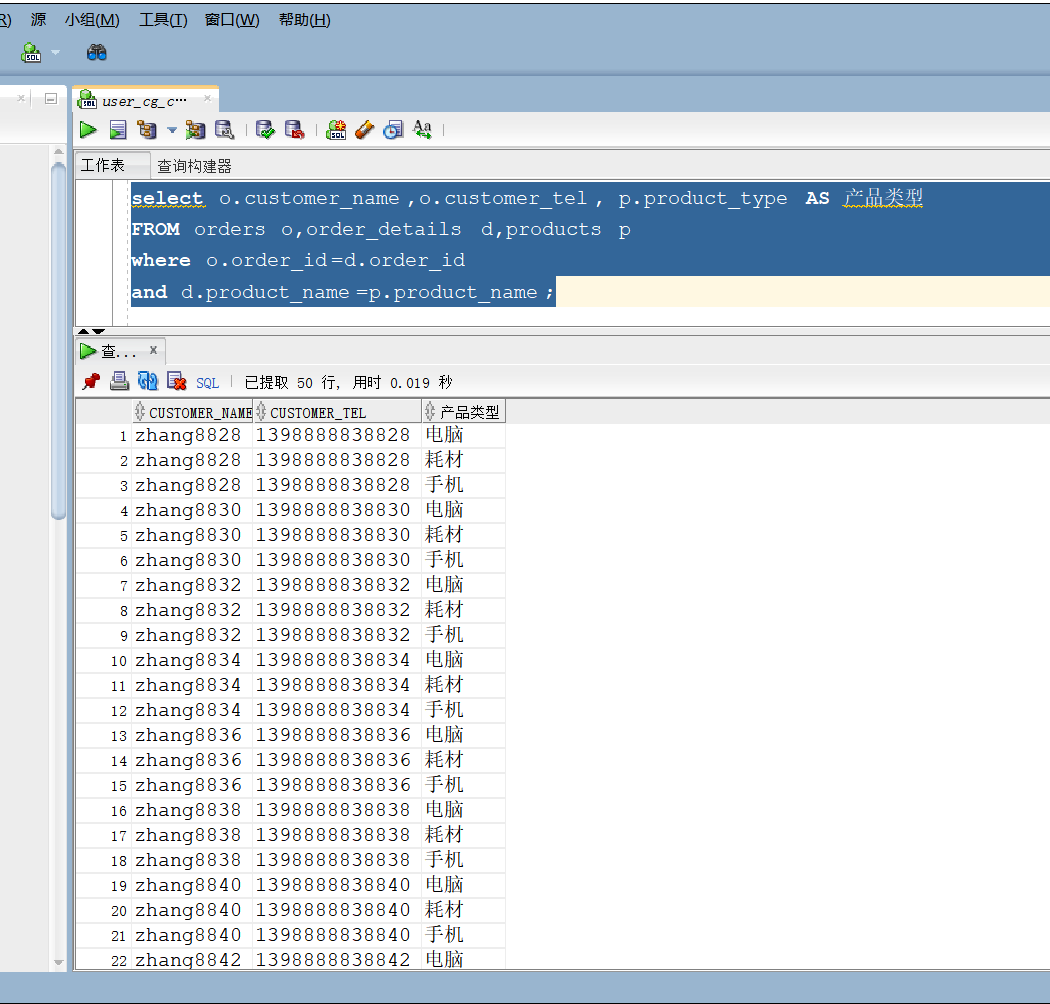 R) 源 小组(M) 工具(T) 窗口(W) 帮助(H)
user_cg_c…
工作表 查询构建器
select o.customer_name,o.customer_tel, p.product_type AS 产品类型
FROM orders o,order_details d,products p
where o.order_id=d.order_id
and d.product_name=p.product_name;
查...
SQL 已提取 50 行, 用时 0.019 秒
CUSTOMER_NAME CUSTOMER_TEL 产品类型
1 zhang8828 1398888838828 电脑
2 zhang8828 1398888838828 耗材
3 zhang8828 1398888838828 手机
4 zhang8830 1398888838830 电脑
5 zhang8830 1398888838830 耗材
6 zhang8830 1398888838830 手机
7 zhang8832 1398888838832 电脑
8 zhang8832 1398888838832 耗材
9 zhang8832 1398888838832 手机
10 zhang8834 1398888838834 电脑
11 zhang8834 1398888838834 耗材
12 zhang8834 1398888838834 手机
13 zhang8836 1398888838836 电脑
14 zhang8836 1398888838836 耗材
15 zhang8836 1398888838836 手机
16 zhang8838 1398888838838 电脑
17 zhang8838 1398888838838 耗材
18 zhang8838 1398888838838 手机
19 zhang8840 1398888838840 电脑
20 zhang8840 1398888838840 耗材
21 zhang8840 1398888838840 手机
22 zhang8842 1398888838842 电脑